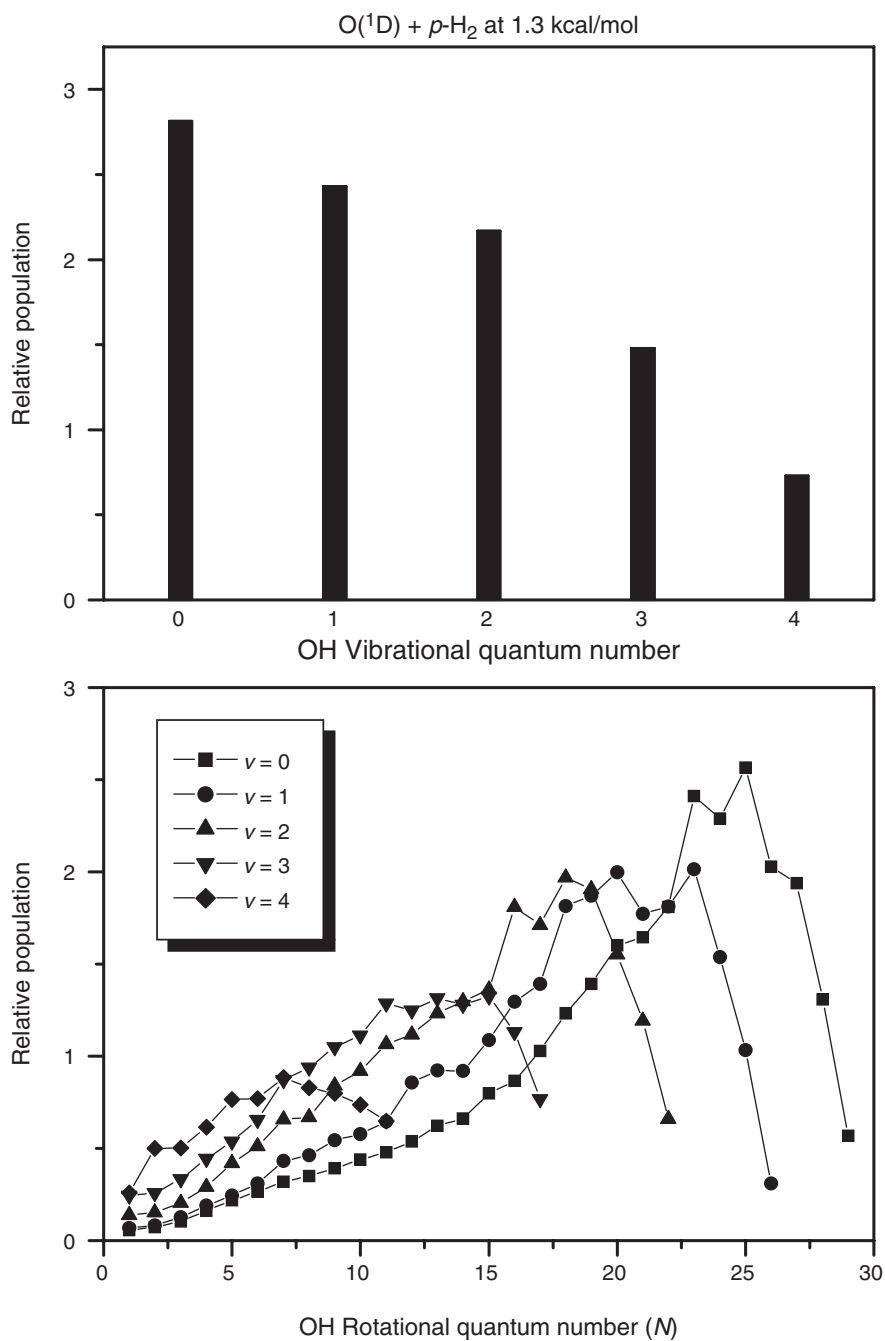 O(¹D) + p-H₂ at 1.3 kcal/mol
3
2
1
0
Relative population
0 1 2 3 4
OH Vibrational quantum number
3
2
1
0
Relative population
v = 0
v = 1
v = 2
v = 3
v = 4
0 5 10 15 20 25 30
OH Rotational quantum number (N)